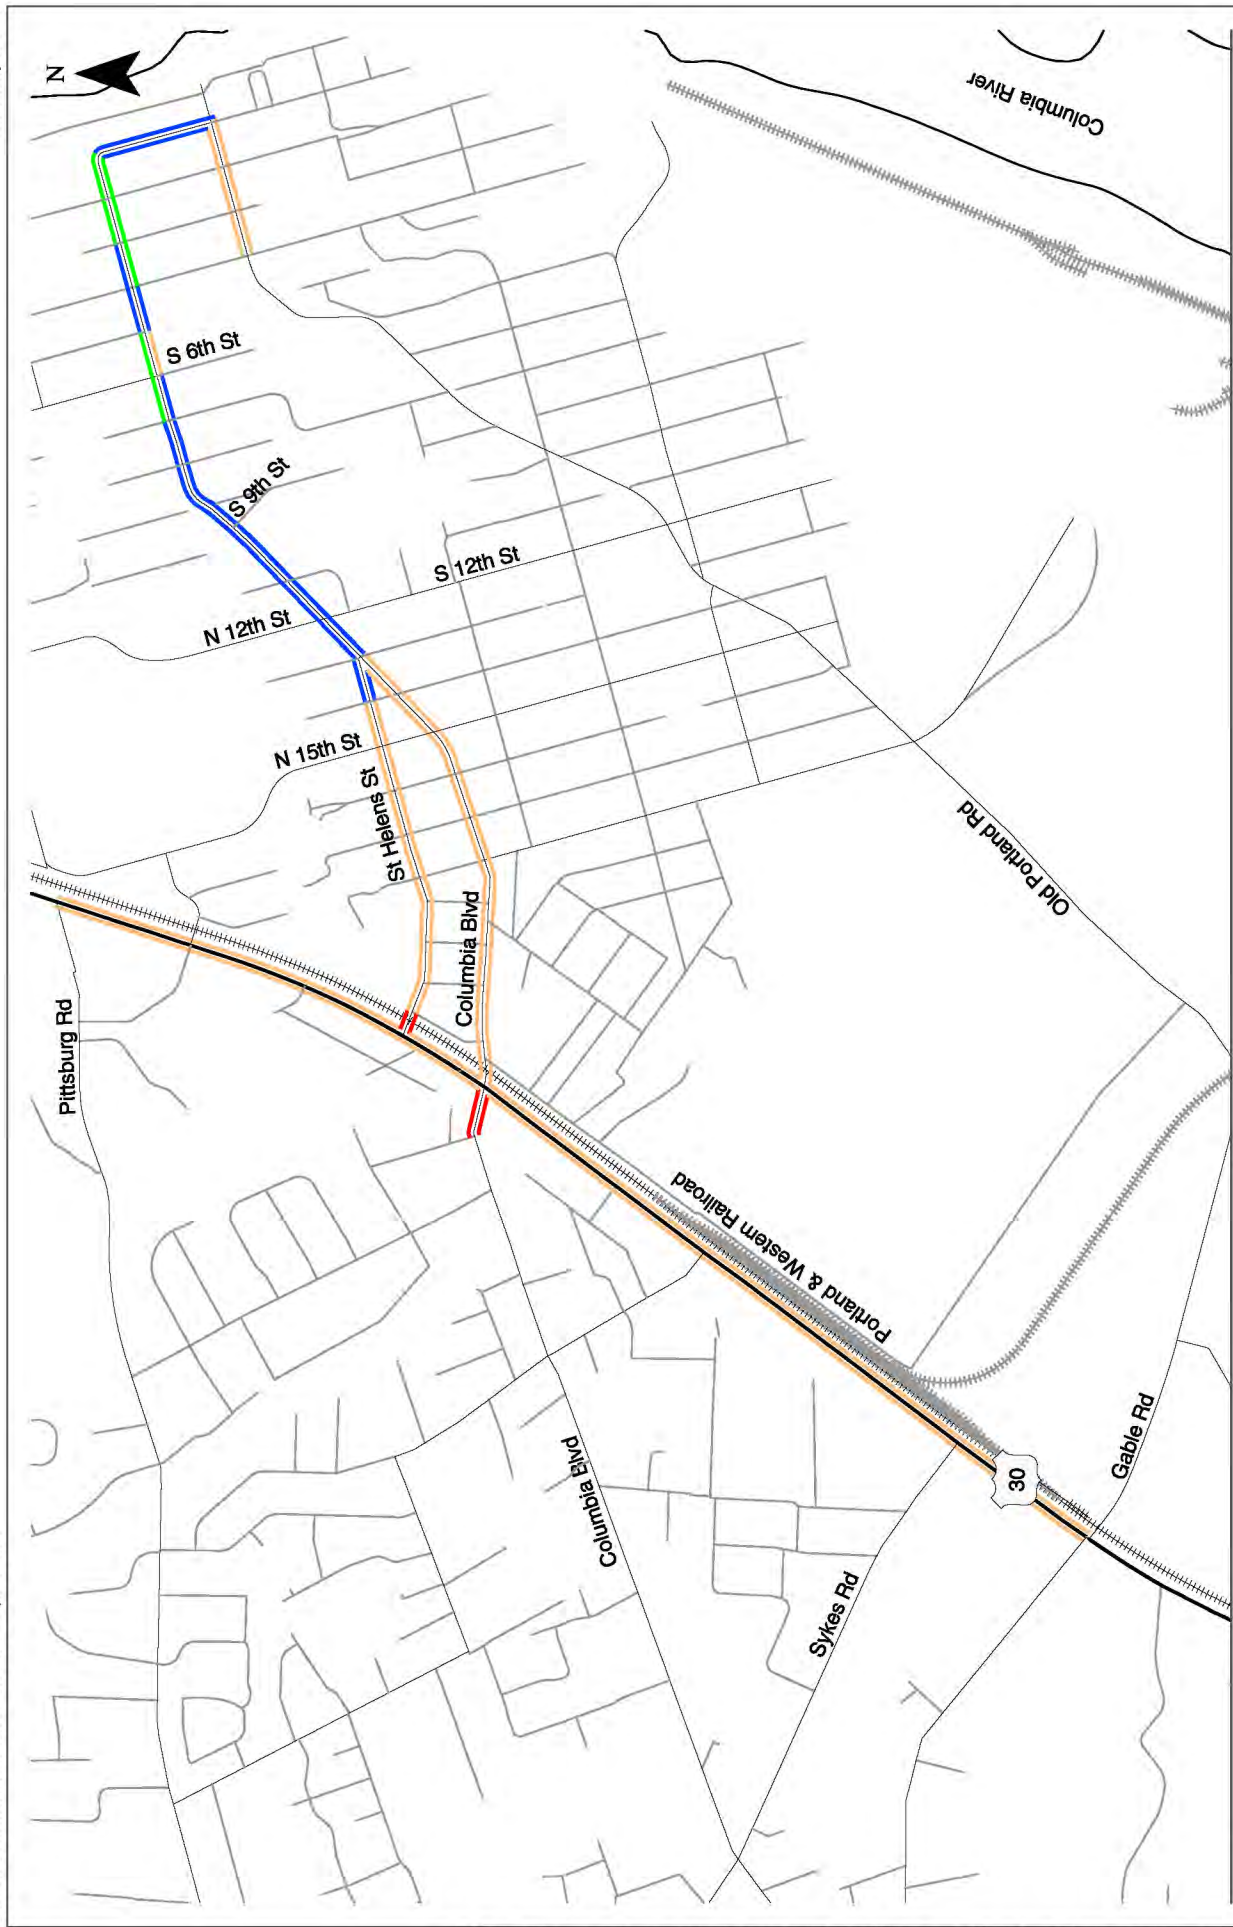 N
Columbia River
S 6th St
S 9th St
S 12th St
N 12th St
N 15th St
St Helens St
Columbia Blvd
Old Portland Rd
Pittsburg Rd
Portland & Western Railroad
Columbia Blvd
30
Gable Rd
Sykes Rd